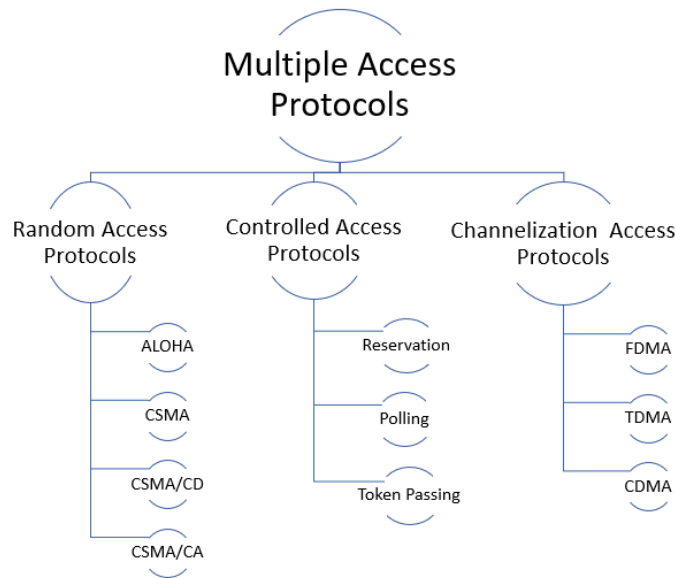 Multiple Access
Protocols
Random Access
Protocols
ALOHA
CSMA
CSMA/CD
CSMA/CA
Controlled Access
Protocols
Reservation
Polling
Token Passing
Channelization Access
Protocols
FDMA
TDMA
CDMA